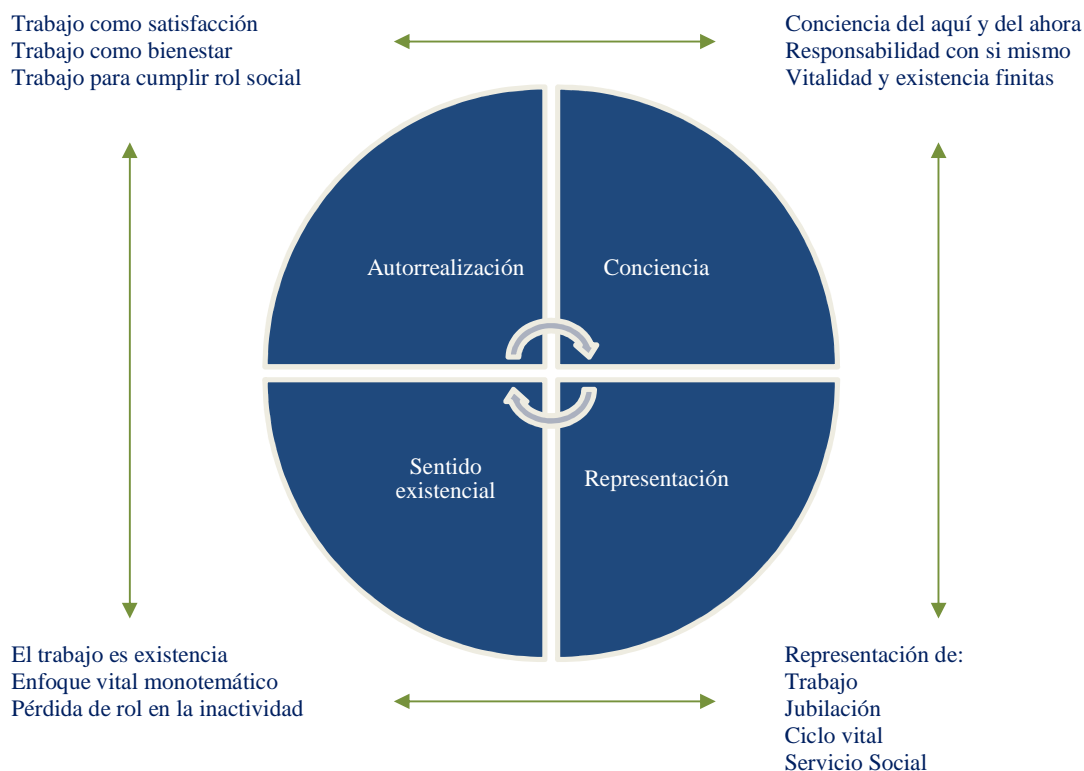 Trabajo como satisfacción
Trabajo como bienestar
Trabajo para cumplir rol social
Conciencia del aquí y del ahora
Responsabilidad con si mismo
Vitalidad y existencia finitas
Autorrealización
Conciencia
Sentido
existencial
Representación
El trabajo es existencia
Enfoque vital monotemático
Pérdida de rol en la inactividad
Representación de:
Trabajo
Jubilación
Ciclo vital
Servicio Social